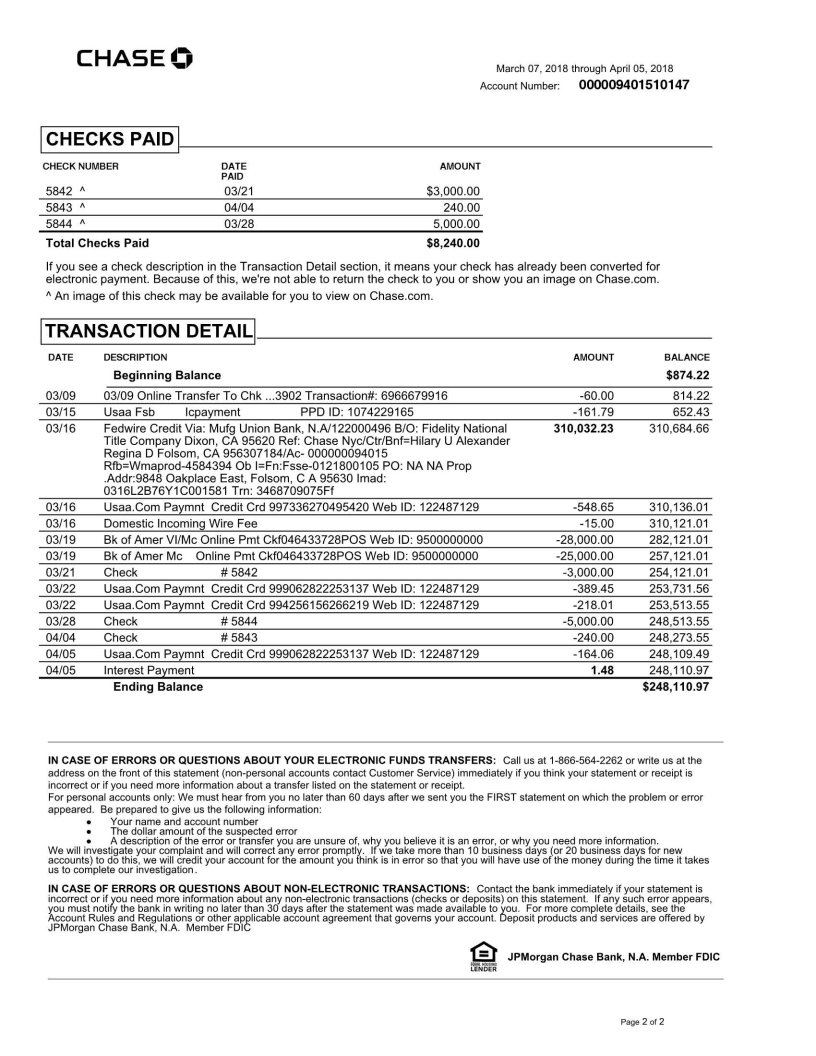 CHASE
March 07, 2018 through April 05, 2018
Account Number: 000009401510147
CHECKS PAID
CHECK NUMBER DATE PAID AMOUNT
5842 ^ 03/21 $3,000.00
5843 ^ 04/04 240.00
5844 ^ 03/28 5,000.00
Total Checks Paid $8,240.00
If you see a check description in the Transaction Detail section, it means your check has already been converted for
electronic payment. Because of this, we're not able to return the check to you or show you an image on Chase.com.
^ An image of this check may be available for you to view on Chase.com.
TRANSACTION DETAIL
DATE DESCRIPTION AMOUNT BALANCE
Beginning Balance $874.22
03/09 03/09 Online Transfer To Chk ...3902 Transaction#: 6966679916 -60.00 814.22
03/15 Usaa Fsb Icpayment PPD ID: 1074229165 -161.79 652.43
03/16 Fedwire Credit Via: Mufg Union Bank, N.A/122000496 B/O: Fidelity National 310,032.23 310,684.66
Title Company Dixon, CA 95620 Ref: Chase Nyc/Ctr/Bnf=Hilary U Alexander
Regina D Folsom, CA 956307184/Ac- 000000094015
Rfb=Wmaprod-4584394 Ob I=Fn:Fsse-0121800105 PO: NA NA Prop
.Addr:9848 Oakplace East, Folsom, C A 95630 Imad:
0316L2B76Y1C001581 Trn: 3468709075Ff
03/16 Usaa.Com Paymnt Credit Crd 997336270495420 Web ID: 122487129 -548.65 310,136.01
03/16 Domestic Incoming Wire Fee -15.00 310,121.01
03/19 Bk of Amer VI/Mc Online Pmt Ckf046433728POS Web ID: 9500000000 -28,000.00 282,121.01
03/19 Bk of Amer Mc Online Pmt Ckf046433728POS Web ID: 9500000000 -25,000.00 257,121.01
03/21 Check # 5842 -3,000.00 254,121.01
03/22 Usaa.Com Paymnt Credit Crd 999062822253137 Web ID: 122487129 -389.45 253,731.56
03/22 Usaa.Com Paymnt Credit Crd 994256156266219 Web ID: 122487129 -218.01 253,513.55
03/28 Check # 5844 -5,000.00 248,513.55
04/04 Check # 5843 -240.00 248,273.55
04/05 Usaa.Com Paymnt Credit Crd 999062822253137 Web ID: 122487129 -164.06 248,109.49
04/05 Interest Payment 1.48 248,110.97
Ending Balance $248,110.97
IN CASE OF ERRORS OR QUESTIONS ABOUT YOUR ELECTRONIC FUNDS TRANSFERS: Call us at 1-866-564-2262 or write us at the
address on the front of this statement (non-personal accounts contact Customer Service) immediately if you think your statement or receipt is
incorrect or if you need more information about a transfer listed on the statement or receipt.
For personal accounts only: We must hear from you no later than 60 days after we sent you the FIRST statement on which the problem or error
appeared. Be prepared to give us the following information:
● Your name and account number
● The dollar amount of the suspected error
● A description of the error or transfer you are unsure of, why you believe it is an error, or why you need more information.
We will investigate your complaint and will correct any error promptly. If we take more than 10 business days (or 20 business days for new
accounts) to do this, we will credit your account for the amount you think is in error so that you will have use of the money during the time it takes
us to complete our investigation.
IN CASE OF ERRORS OR QUESTIONS ABOUT NON-ELECTRONIC TRANSACTIONS: Contact the bank immediately if your statement is
incorrect or if you need more information about any non-electronic transactions (checks or deposits) on this statement. If any such error appears,
you must notify the bank in writing no later than 30 days after the statement was made available to you. For more complete details, see the
Account Rules and Regulations or other applicable account agreement that governs your account. Deposit products and services are offered by
JPMorgan Chase Bank, N.A. Member FDIC
EQUAL HOUSING
LENDER
JPMorgan Chase Bank, N.A. Member FDIC
Page 2 of 2